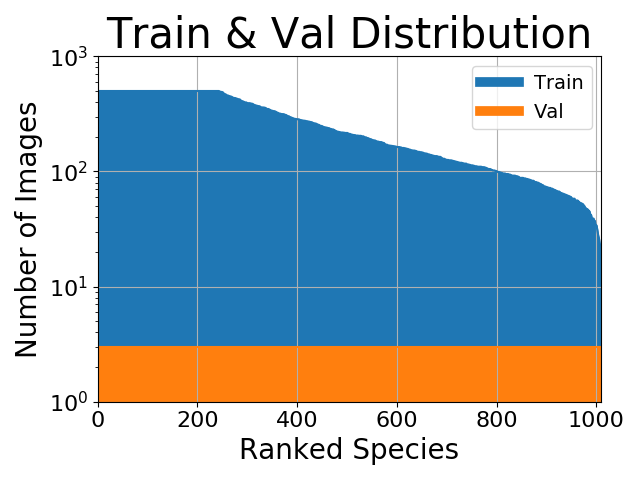 Train & Val Distribution
Number of Images
10³
10²
10¹
10⁰
Train
Val
0 200 400 600 800 1000
Ranked Species